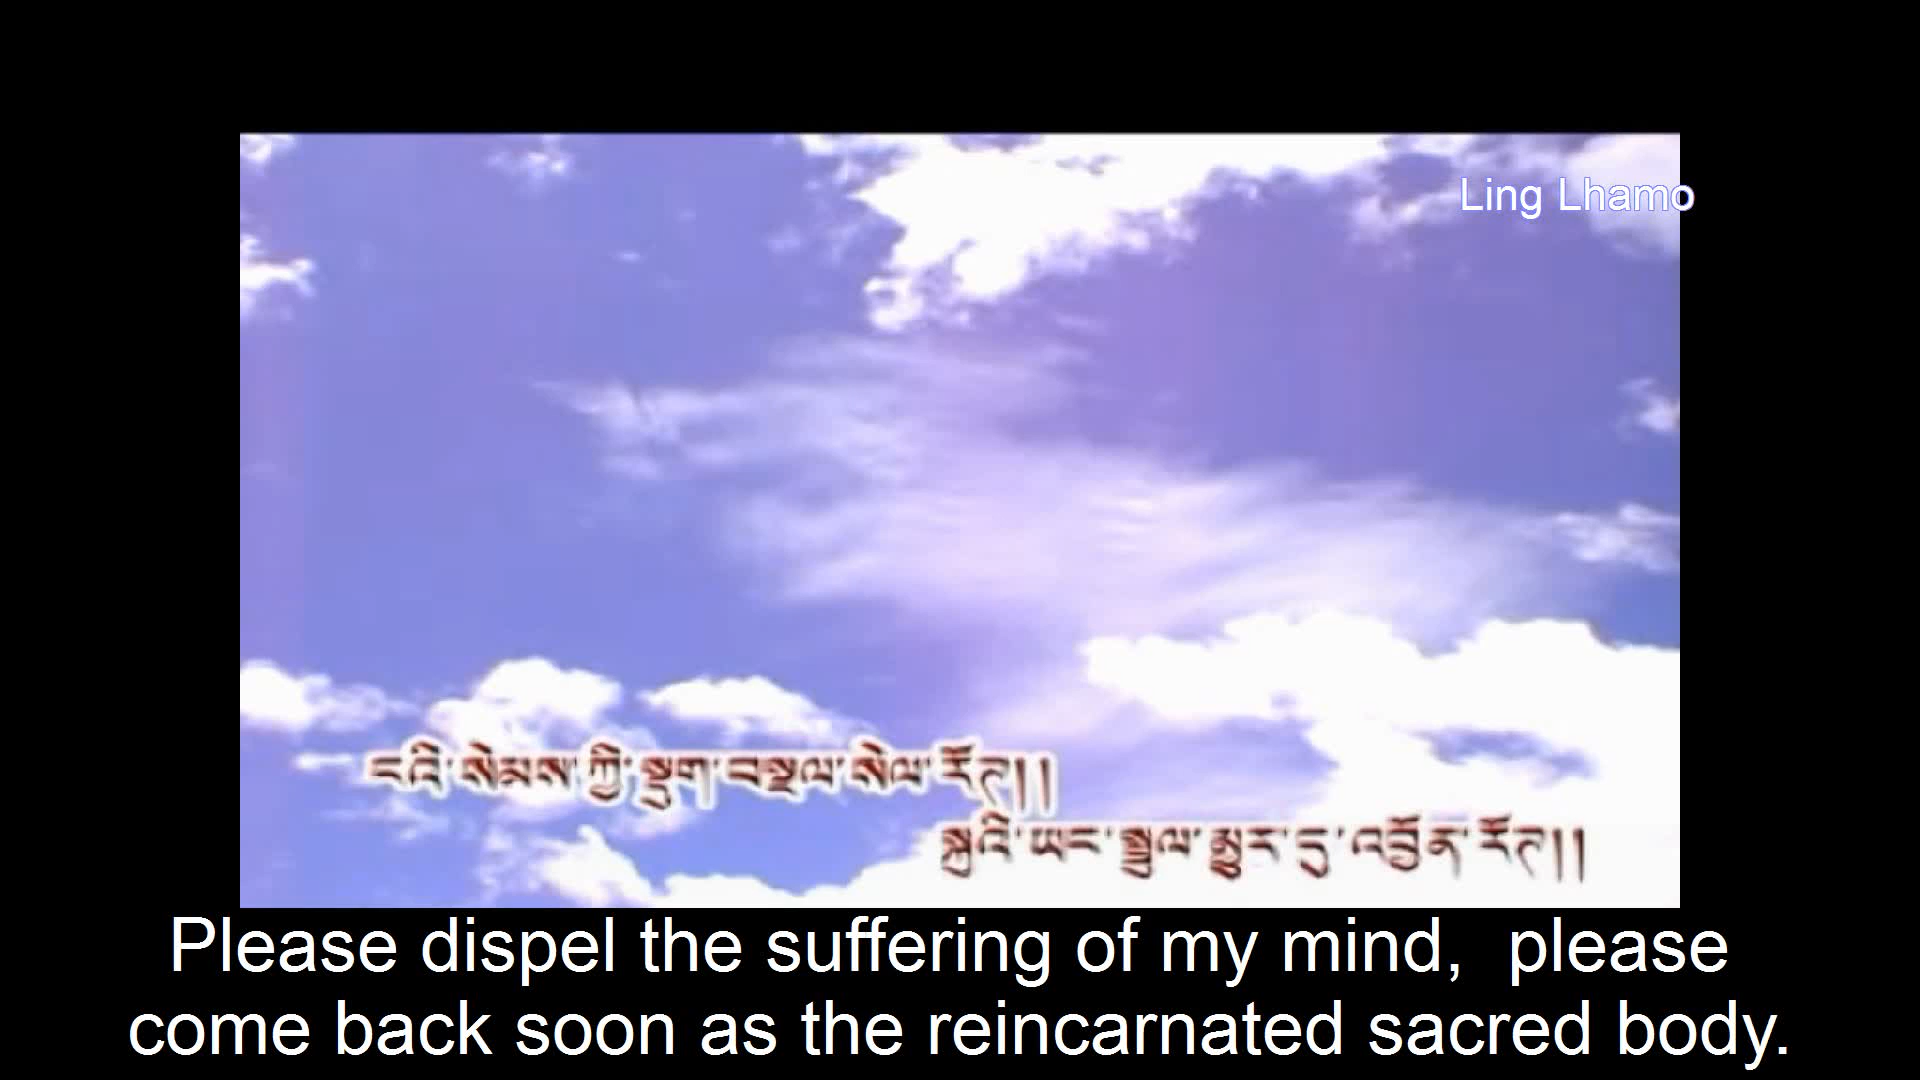 Ling Lhamo
ངའི་སེམས་ཀྱི་སྡུག་བསྔལ་སེལ་རོགས།།
སྐུའི་ཡང་སྤྲུལ་མྱུར་དུ་འབྱོན་རོགས།།
Please dispel the suffering of my mind,  please
come back soon as the reincarnated sacred body.